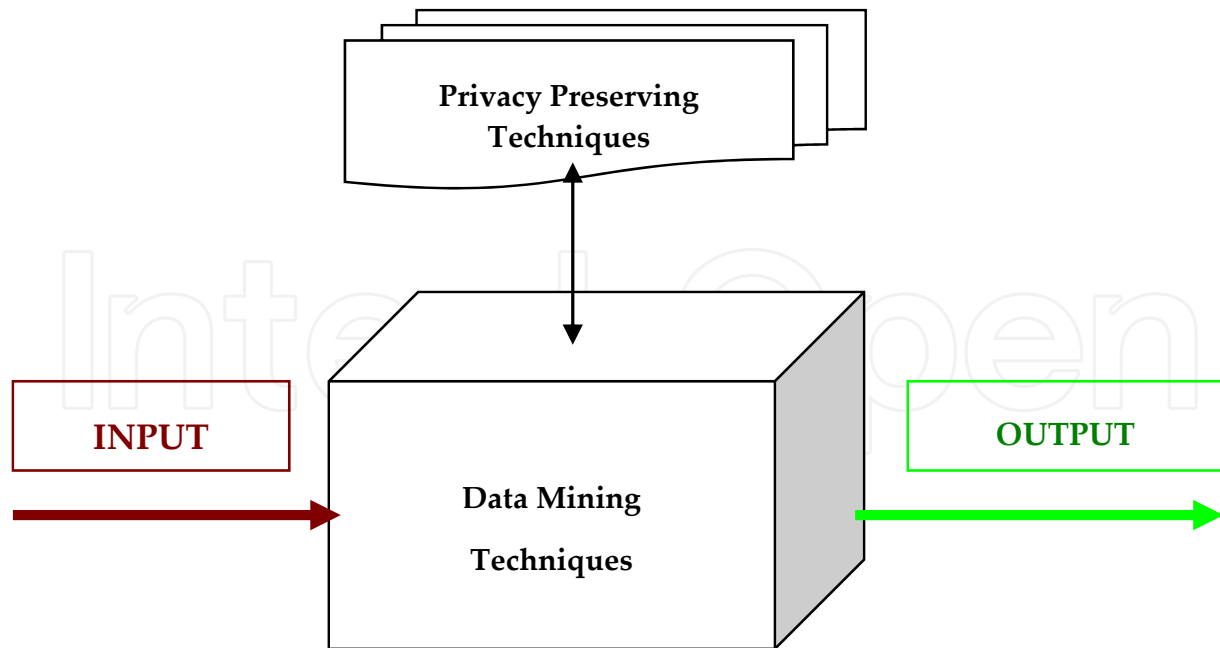 Privacy Preserving
Techniques
INPUT
OUTPUT
Data Mining
Techniques